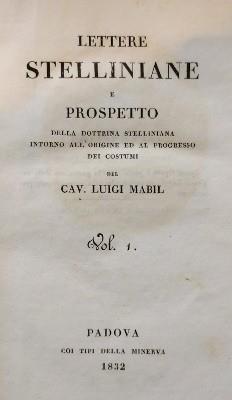 LETTERE
STELLINIANE
E
PROSPETTO
DELLA DOTTRINA STELLINIANA
INTORNO ALL'ORIGINE ED AL PROGRESSO
DEI COSTUMI
DEL
CAV. LUIGI MABIL
Vol. 1.
PADOVA
COI TIPI DELLA MINERVA
1832